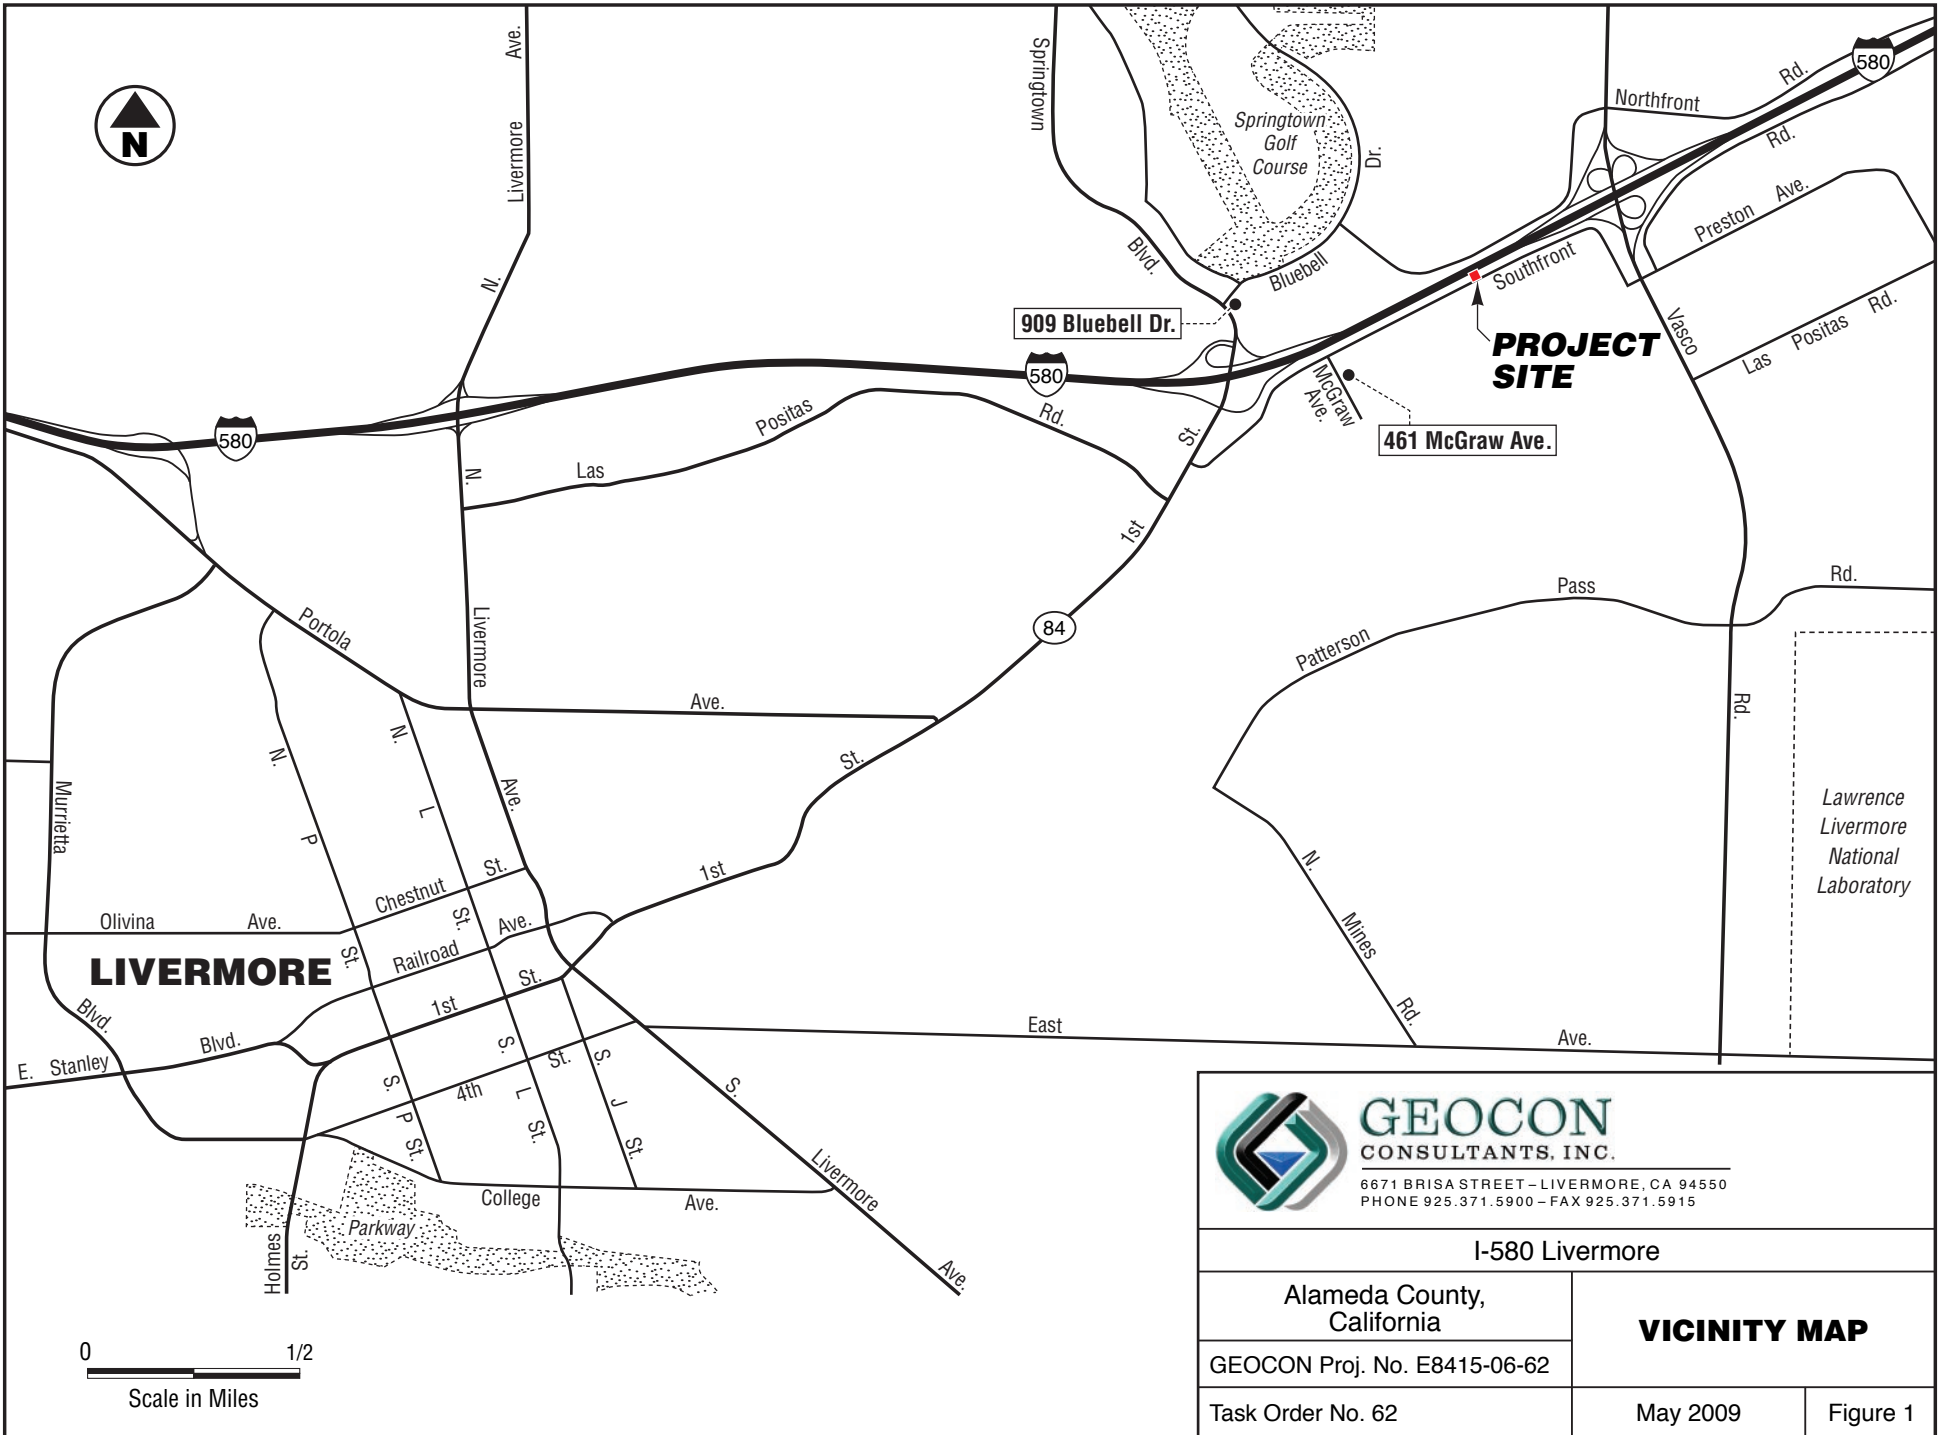 N
N. Livermore Ave.
Springtown Blvd.
Springtown
Golf
Course
Bluebell Dr.
Northfront Rd.
580
Southfront Rd.
Preston Ave.
Las Positas Rd.
Vasco Rd.
909 Bluebell Dr.
580
McGraw
Ave.
461 McGraw Ave.
PROJECT
SITE
580
Las Positas Rd.
N. Livermore Ave.
1st St.
84
Portola Ave.
Patterson Pass Rd.
Lawrence
Livermore
National
Laboratory
Murrietta Blvd.
N. P St.
N. L St.
Chestnut St.
Olivina Ave.
LIVERMORE
Railroad Ave.
1st St.
1st St.
E. Stanley Blvd.
N. Mines Rd.
East Ave.
S. P St.
4th St.
S. L St.
S. J St.
S. Livermore Ave.
College Ave.
Parkway
Holmes
St.
0 1/2
Scale in Miles
GEOCON
CONSULTANTS, INC.
6671 BRISA STREET – LIVERMORE, CA 94550
PHONE 925.371.5900 – FAX 925.371.5915
I-580 Livermore
Alameda County,
California
VICINITY MAP
GEOCON Proj. No. E8415-06-62
Task Order No. 62
May 2009
Figure 1